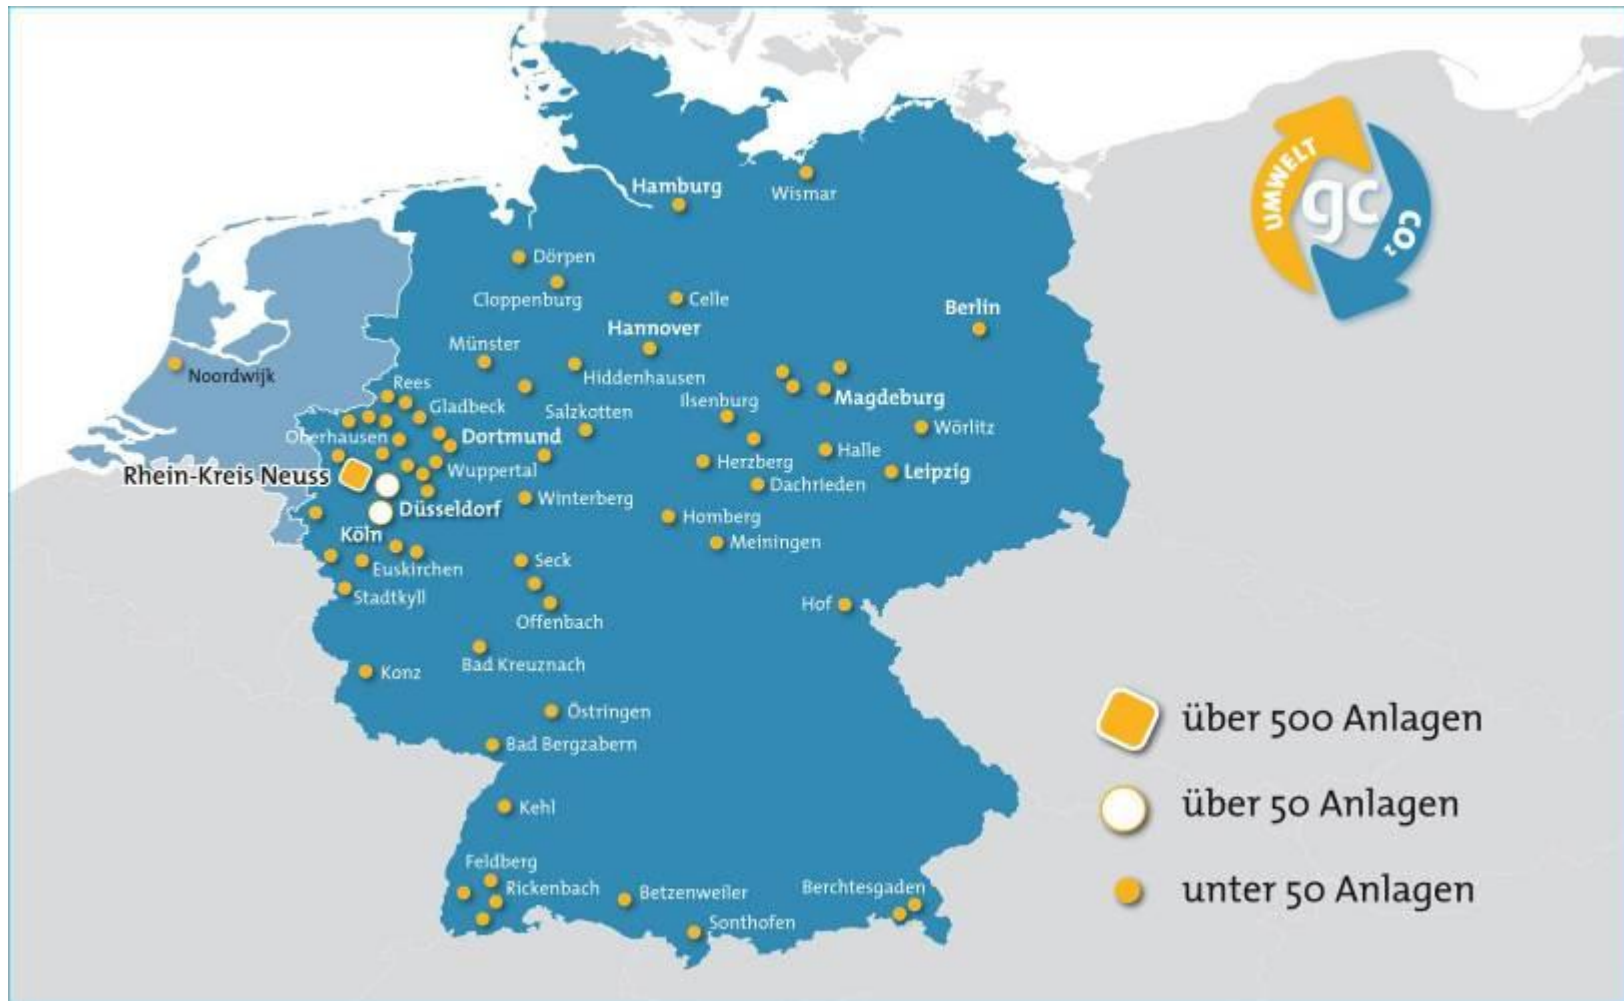 Hamburg
Wismar
UMWELT
gc
CO₂
Dörpen
Cloppenburg
Celle
Berlin
Hannover
Münster
Noordwijk
Hiddenhausen
Rees
Ilsenburg
Magdeburg
Gladbeck
Salzkotten
Wörlitz
Oberhausen
Dortmund
Halle
Rhein-Kreis Neuss
Wuppertal
Herzberg
Leipzig
Dachrieden
Winterberg
Düsseldorf
Homberg
Köln
Meiningen
Seck
Euskirchen
Stadtkyll
Hof
Offenbach
Bad Kreuznach
Konz
Östringen
über 500 Anlagen
Bad Bergzabern
über 50 Anlagen
Kehl
Feldberg
Rickenbach
Betzenweiler
Berchtesgaden
unter 50 Anlagen
Sonthofen